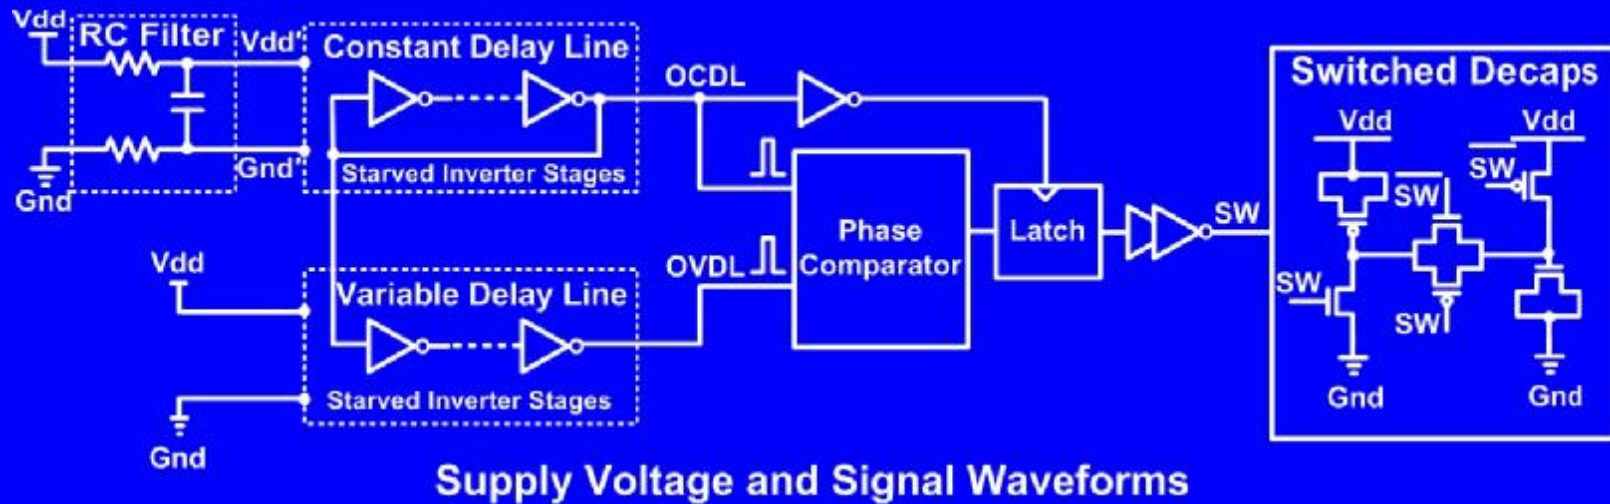 Vdd
RC Filter
Vdd'
Gnd'
Gnd
Constant Delay Line
Starved Inverter Stages
OCDL
Vdd
Gnd
Variable Delay Line
Starved Inverter Stages
OVDL
Phase
Comparator
Latch
SW
Switched Decaps
Vdd
Vdd
SW
SW
SW
SW
Gnd
Gnd
Supply Voltage and Signal Waveforms